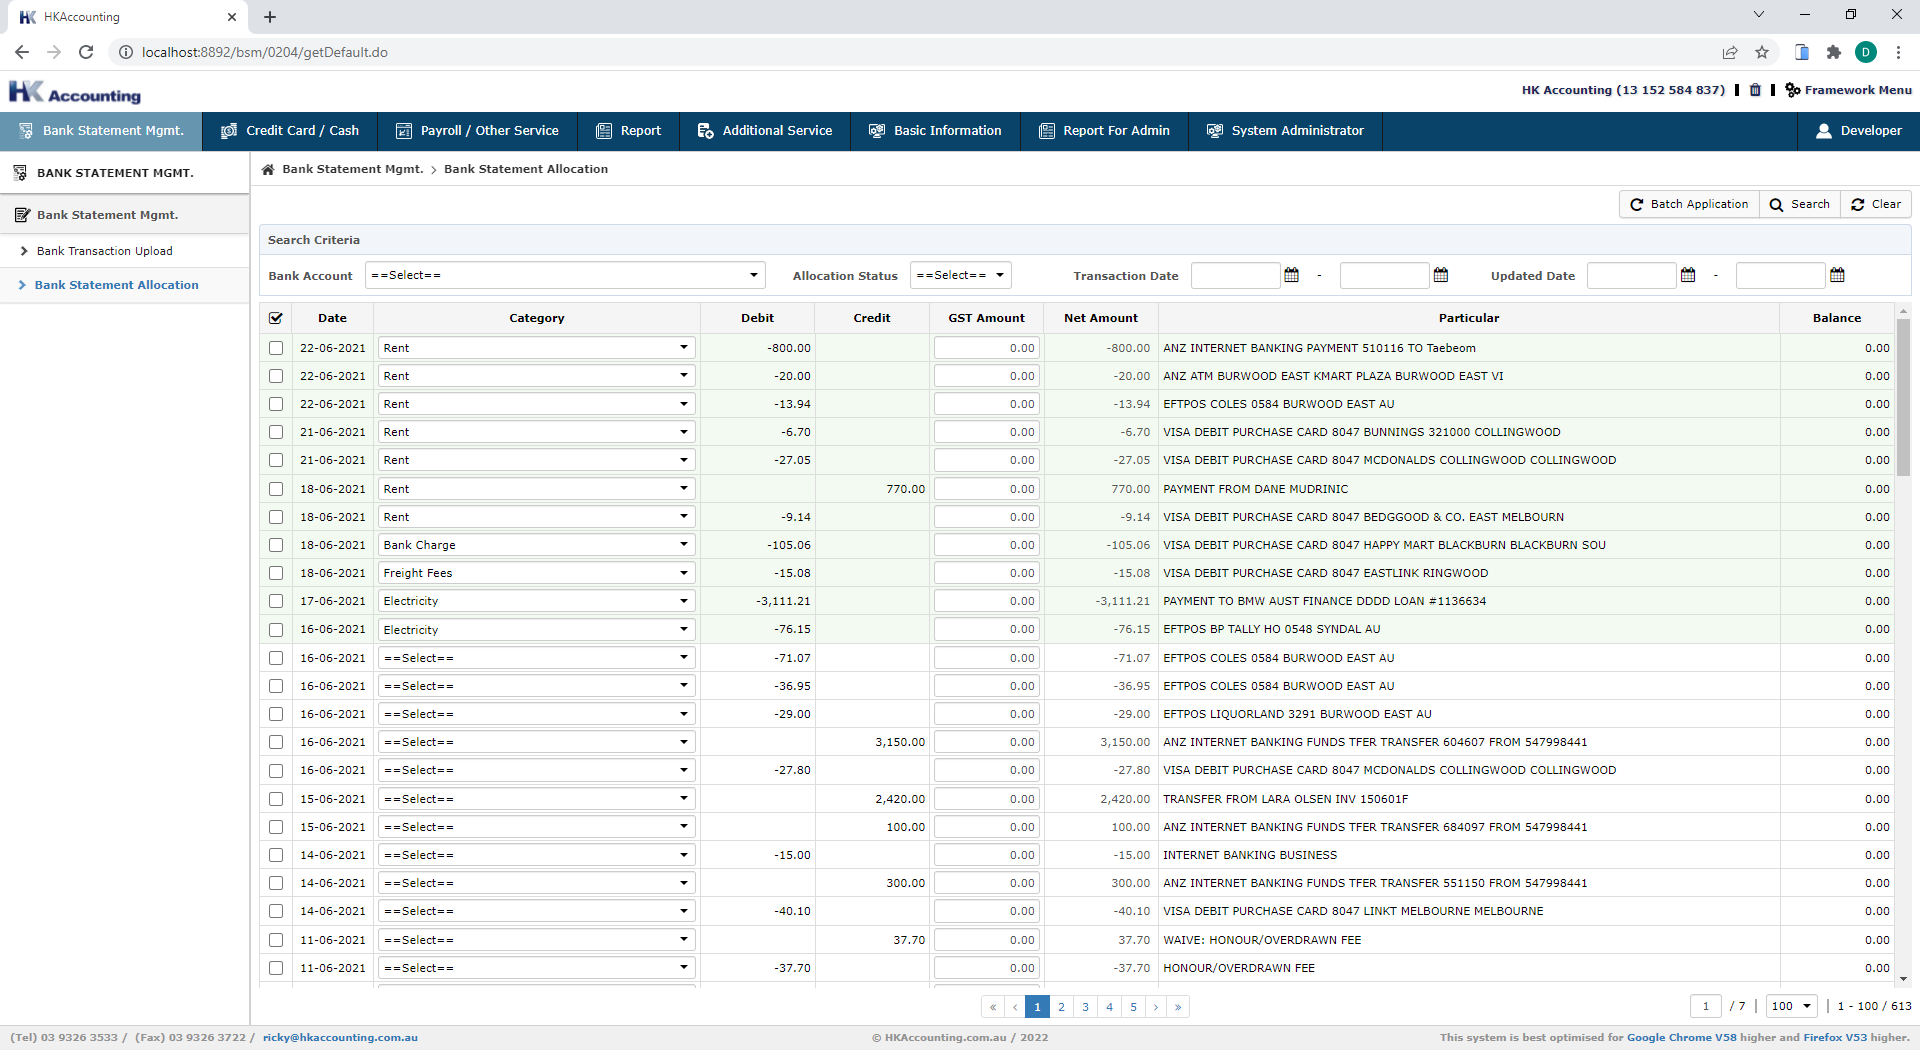 HKAccounting
localhost:8892/bsm/0204/getDefault.do
D
HK Accounting
HK Accounting (13 152 584 837) Framework Menu
Bank Statement Mgmt. Credit Card / Cash Payroll / Other Service Report Additional Service Basic Information Report For Admin System Administrator Developer
BANK STATEMENT MGMT.
Bank Statement Mgmt.
Bank Transaction Upload
Bank Statement Allocation
Bank Statement Mgmt. > Bank Statement Allocation
Batch Application Search Clear
Search Criteria
Bank Account ==Select== Allocation Status ==Select== Transaction Date - Updated Date -
Date Category Debit Credit GST Amount Net Amount Particular Balance
22-06-2021 Rent -800.00 0.00 -800.00 ANZ INTERNET BANKING PAYMENT 510116 TO Taebeom 0.00
22-06-2021 Rent -20.00 0.00 -20.00 ANZ ATM BURWOOD EAST KMART PLAZA BURWOOD EAST VI 0.00
22-06-2021 Rent -13.94 0.00 -13.94 EFTPOS COLES 0584 BURWOOD EAST AU 0.00
21-06-2021 Rent -6.70 0.00 -6.70 VISA DEBIT PURCHASE CARD 8047 BUNNINGS 321000 COLLINGWOOD 0.00
21-06-2021 Rent -27.05 0.00 -27.05 VISA DEBIT PURCHASE CARD 8047 MCDONALDS COLLINGWOOD COLLINGWOOD 0.00
18-06-2021 Rent 770.00 0.00 770.00 PAYMENT FROM DANE MUDRINIC 0.00
18-06-2021 Rent -9.14 0.00 -9.14 VISA DEBIT PURCHASE CARD 8047 BEDGGOOD & CO. EAST MELBOURN 0.00
18-06-2021 Bank Charge -105.06 0.00 -105.06 VISA DEBIT PURCHASE CARD 8047 HAPPY MART BLACKBURN BLACKBURN SOU 0.00
18-06-2021 Freight Fees -15.08 0.00 -15.08 VISA DEBIT PURCHASE CARD 8047 EASTLINK RINGWOOD 0.00
17-06-2021 Electricity -3,111.21 0.00 -3,111.21 PAYMENT TO BMW AUST FINANCE DDDD LOAN #1136634 0.00
16-06-2021 Electricity -76.15 0.00 -76.15 EFTPOS BP TALLY HO 0548 SYNDAL AU 0.00
16-06-2021 ==Select== -71.07 0.00 -71.07 EFTPOS COLES 0584 BURWOOD EAST AU 0.00
16-06-2021 ==Select== -36.95 0.00 -36.95 EFTPOS COLES 0584 BURWOOD EAST AU 0.00
16-06-2021 ==Select== -29.00 0.00 -29.00 EFTPOS LIQUORLAND 3291 BURWOOD EAST AU 0.00
16-06-2021 ==Select== 3,150.00 0.00 3,150.00 ANZ INTERNET BANKING FUNDS TFER TRANSFER 604607 FROM 547998441 0.00
16-06-2021 ==Select== -27.80 0.00 -27.80 VISA DEBIT PURCHASE CARD 8047 MCDONALDS COLLINGWOOD COLLINGWOOD 0.00
15-06-2021 ==Select== 2,420.00 0.00 2,420.00 TRANSFER FROM LARA OLSEN INV 150601F 0.00
15-06-2021 ==Select== 100.00 0.00 100.00 ANZ INTERNET BANKING FUNDS TFER TRANSFER 684097 FROM 547998441 0.00
14-06-2021 ==Select== -15.00 0.00 -15.00 INTERNET BANKING BUSINESS 0.00
14-06-2021 ==Select== 300.00 0.00 300.00 ANZ INTERNET BANKING FUNDS TFER TRANSFER 551150 FROM 547998441 0.00
14-06-2021 ==Select== -40.10 0.00 -40.10 VISA DEBIT PURCHASE CARD 8047 LINKT MELBOURNE MELBOURNE 0.00
11-06-2021 ==Select== 37.70 0.00 37.70 WAIVE: HONOUR/OVERDRAWN FEE 0.00
11-06-2021 ==Select== -37.70 0.00 -37.70 HONOUR/OVERDRAWN FEE 0.00
« ‹ 1 2 3 4 5 › » 1 / 7 | 100 | 1 - 100 / 613
(Tel) 03 9326 3533 / (Fax) 03 9326 3722 / ricky@hkaccounting.com.au © HKAccounting.com.au / 2022 This system is best optimised for Google Chrome V58 higher and Firefox V53 higher.